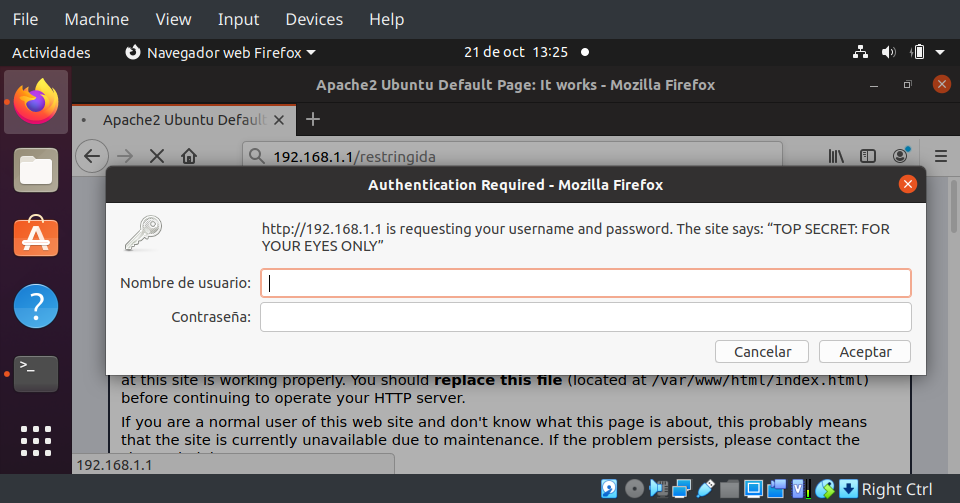 File Machine View Input Devices Help
Actividades Navegador web Firefox 21 de oct 13:25
Apache2 Ubuntu Default Page: It works - Mozilla Firefox
Apache2 Ubuntu Default
192.168.1.1/restringida
Authentication Required - Mozilla Firefox
http://192.168.1.1 is requesting your username and password. The site says: “TOP SECRET: FOR
YOUR EYES ONLY”
Nombre de usuario:
Contraseña:
Cancelar Aceptar
at this site is working properly. You should replace this file (located at /var/www/html/index.html)
before continuing to operate your HTTP server.
If you are a normal user of this web site and don't know what this page is about, this probably means
that the site is currently unavailable due to maintenance. If the problem persists, please contact the
192.168.1.1
Right Ctrl